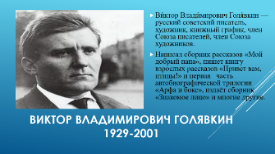 Виктор Владимирович Голявкин —
русский советский писатель,
художник, книжный график, член
Союза писателей, член Союза
художников.
Написал сборник рассказов «Мой
добрый папа», пишет книгу
взрослых рассказов «Привет вам,
птицы!» и первая часть
автобиографической трилогии
«Арфа и бокс», издаёт сборник
«Знакомое лицо» и многие другие.
ВИКТОР ВЛАДИМИРОВИЧ ГОЛЯВКИН
1929-2001